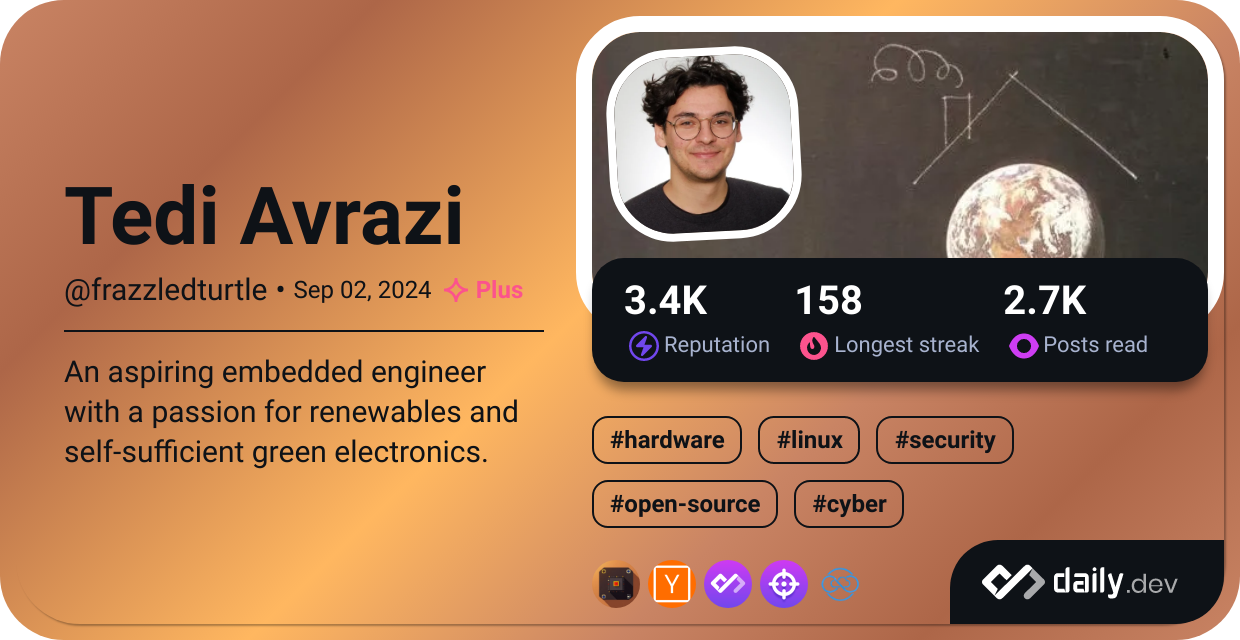 Tedi Avrazi
@frazzledturtle • Sep 02, 2024 Plus
An aspiring embedded engineer
with a passion for renewables and
self-sufficient green electronics.
3.4K 158 2.7K
Reputation Longest streak Posts read
#hardware #linux #security
#open-source #cyber
Y
daily.dev